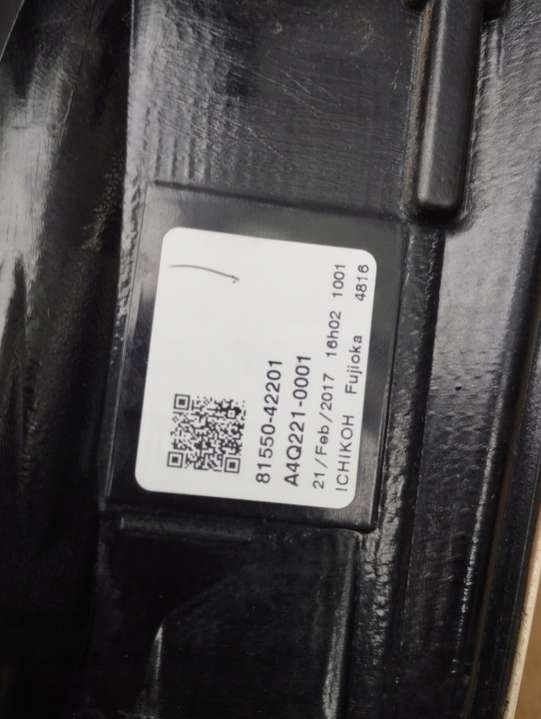 81550-42201
A4Q221-0001
21/Feb/2017 16h02 1001
ICHIKOH Fujioka 4816